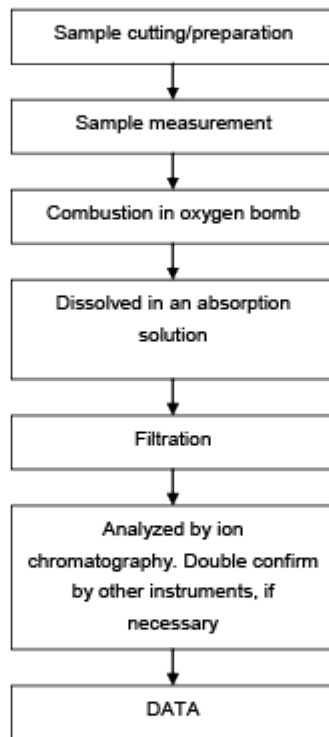 Sample cutting/preparation
Sample measurement
Combustion in oxygen bomb
Dissolved in an absorption
solution
Filtration
Analyzed by ion
chromatography. Double confirm
by other instruments, if
necessary
DATA